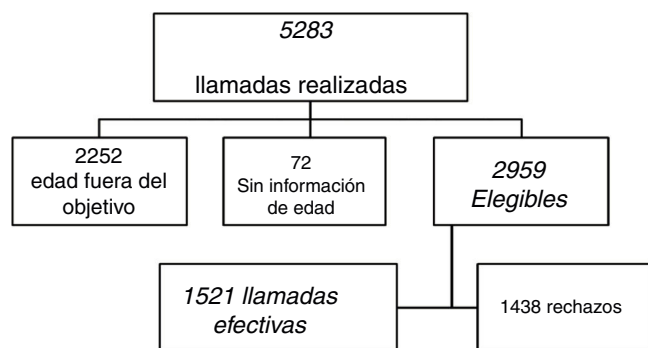 5283
llamadas realizadas
2252
edad fuera del
objetivo
72
Sin información
de edad
2959
Elegibles
1521 llamadas
efectivas
1438 rechazos